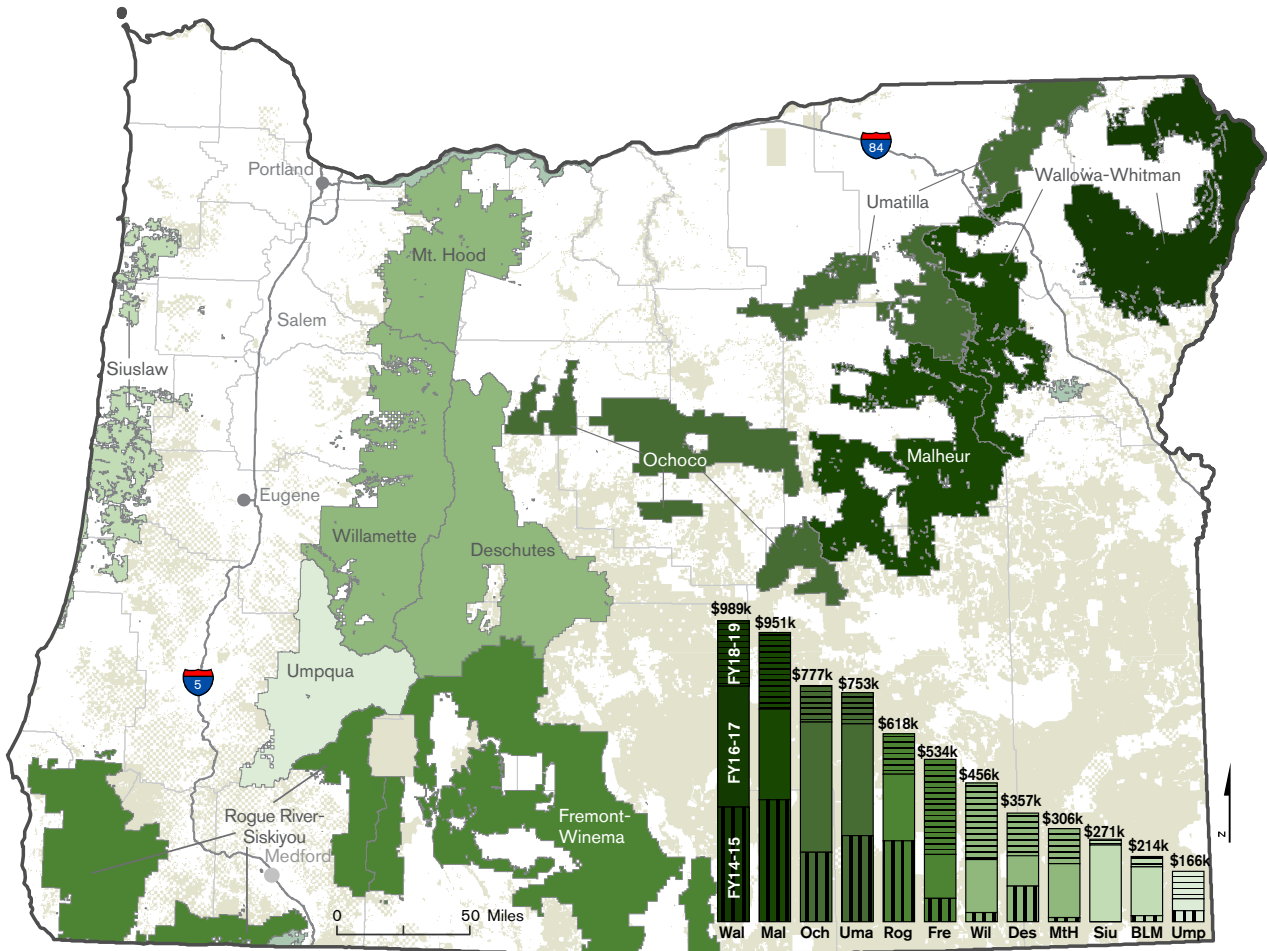 84
Portland
Wallowa-Whitman
Umatilla
Mt. Hood
Salem
Siuslaw
Ochoco
Malheur
Eugene
Willamette
Deschutes
Umpqua
5
Rogue River-
Siskiyou
Medford
Fremont-
Winema
0 50 Miles
N
$989k $951k $777k $753k $618k $534k $456k $357k $306k $271k $214k $166k
FY18-19
FY16-17
FY14-15
Wal Mal Och Uma Rog Fre Wil Des MtH Siu BLM Ump